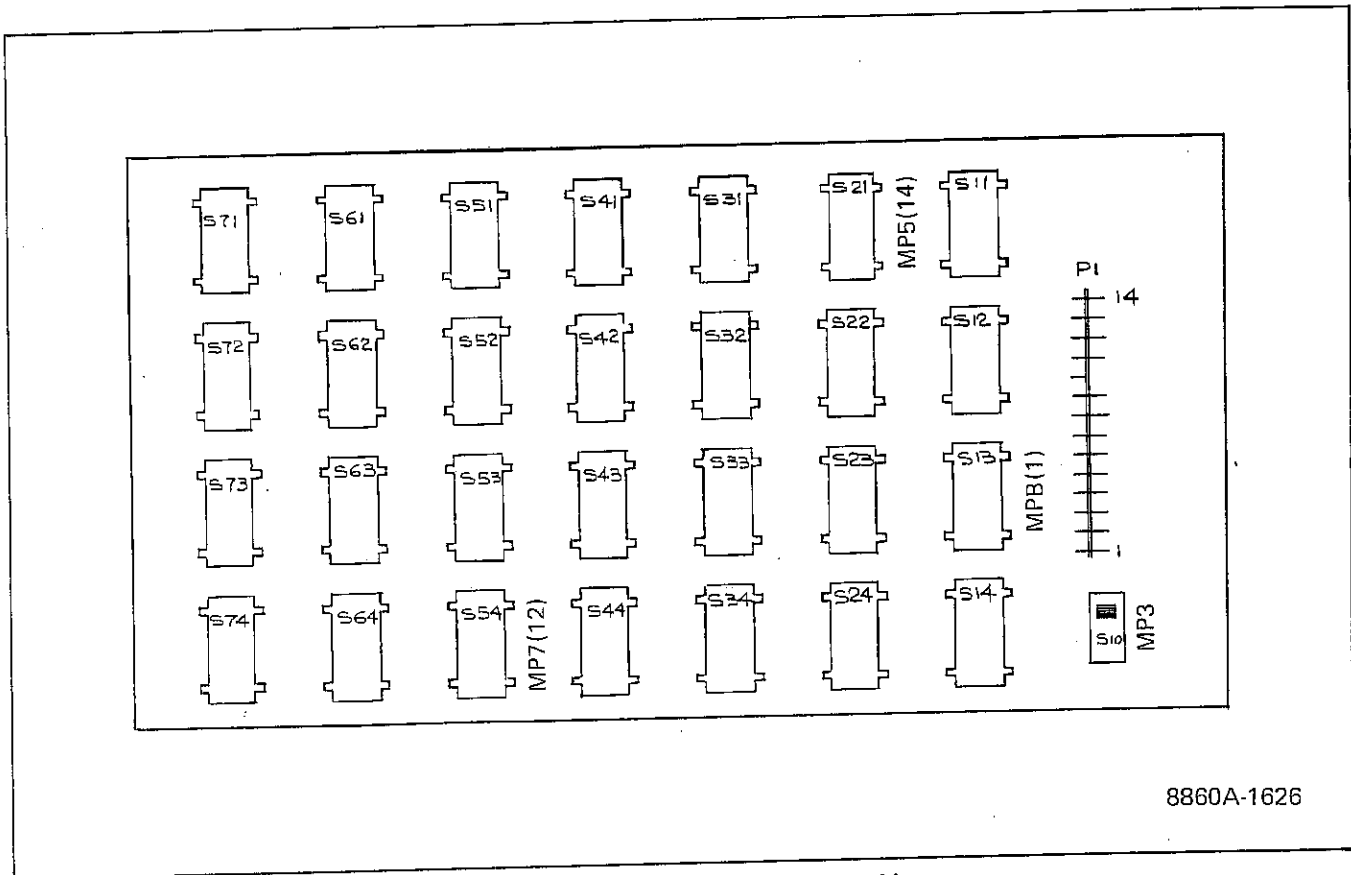 S71 S61 S51 S41 S31 S21 MP5(14) S11
P1
14
S72 S62 S52 S42 S32 S22 S12
S73 S63 S53 S43 S33 S23 S13 MPB(1)
1
S74 S64 S54 MP7(12) S44 S34 S24 S14 S10 MP3
8860A-1626